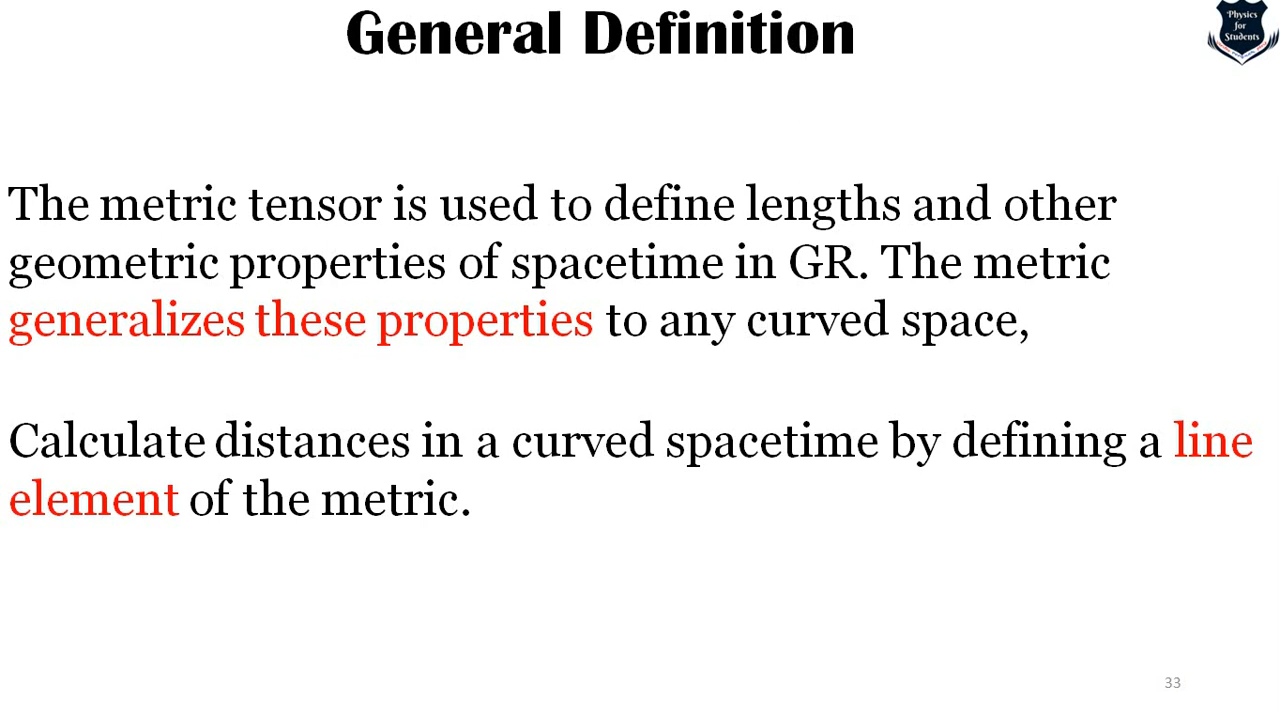 General Definition
Physics
for
Students
The metric tensor is used to define lengths and other
geometric properties of spacetime in GR. The metric
generalizes these properties to any curved space,
Calculate distances in a curved spacetime by defining a line
element of the metric.
33